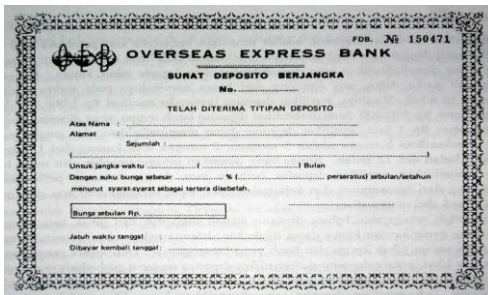 FDB. № 150471
OEB OVERSEAS EXPRESS BANK
SURAT DEPOSITO BERJANGKA
No. ......................
TELAH DITERIMA TITIPAN DEPOSITO
Atas Nama : ......................
Alamat : ......................
Sejumlah : ......................
(......................)
Untuk jangka waktu ............... (......................) Bulan
Dengan suku bunga sebesar ............... % (...................... perseratus) sebulan/setahun
menurut syarat-syarat sebagai tertera disebelah.
Bunga sebulan Rp. ......................
Jatuh waktu tanggal : ......................
Dibayar kembali tanggal : ......................